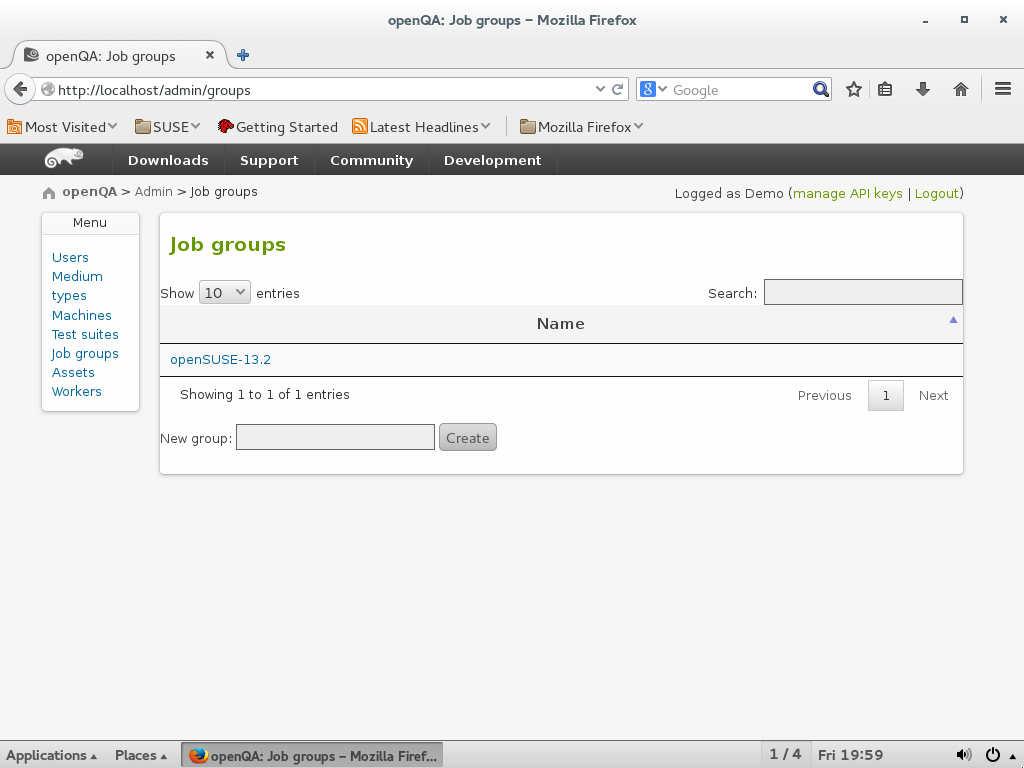 openQA: Job groups – Mozilla Firefox
openQA: Job groups
http://localhost/admin/groups
Google
Most Visited
SUSE
Getting Started
Latest Headlines
Mozilla Firefox
Downloads
Support
Community
Development
openQA > Admin > Job groups
Logged as Demo (manage API keys | Logout)
Menu
Users
Medium
types
Machines
Test suites
Job groups
Assets
Workers
Job groups
Show 10 entries
Search:
Name
openSUSE-13.2
Showing 1 to 1 of 1 entries
Previous 1 Next
New group:
Create
Applications
Places
openQA: Job groups – Mozilla Firef...
1 / 4
Fri 19:59